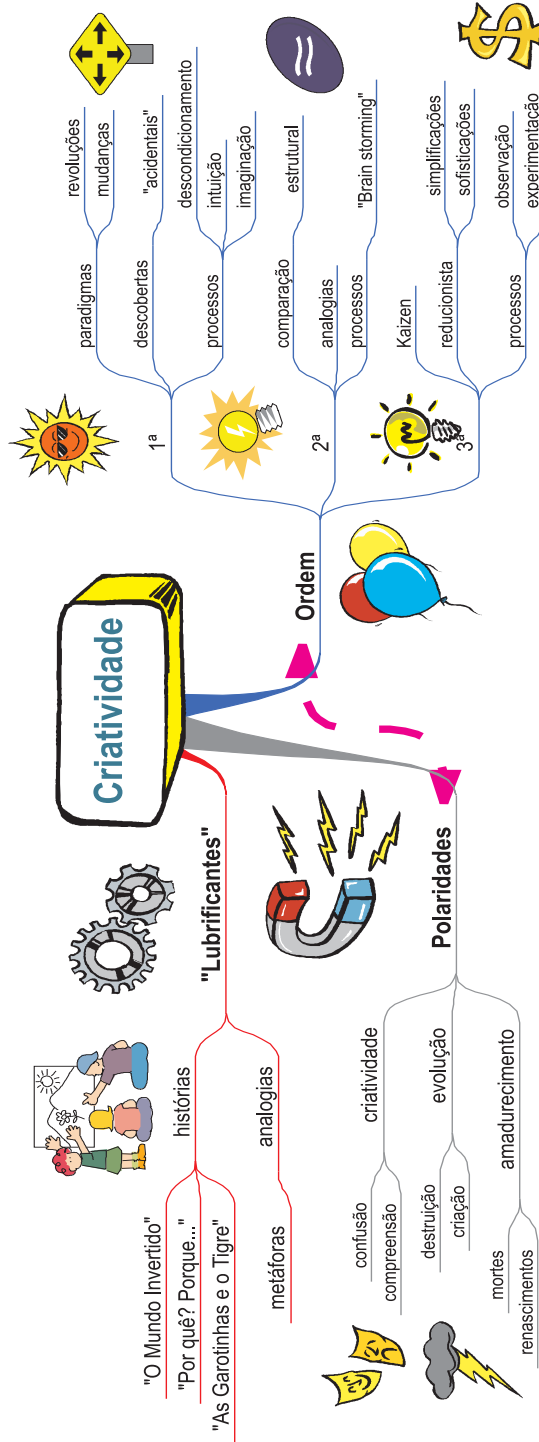 Criatividade
Ordem
1ª
paradigmas
revoluções
mudanças
descobertas
"acidentais"
processos
descondicionamento
intuição
imaginação
2ª
comparação
estrutural
analogias
processos
"Brain storming"
3ª
Kaizen
reducionista
simplificações
sofisticações
processos
observação
experimentação
Polaridades
criatividade
confusão
compreensão
evolução
destruição
criação
amadurecimento
mortes
renascimentos
"Lubrificantes"
histórias
"O Mundo Invertido"
"Por quê? Porque..."
"As Garotinhas e o Tigre"
analogias
metáforas